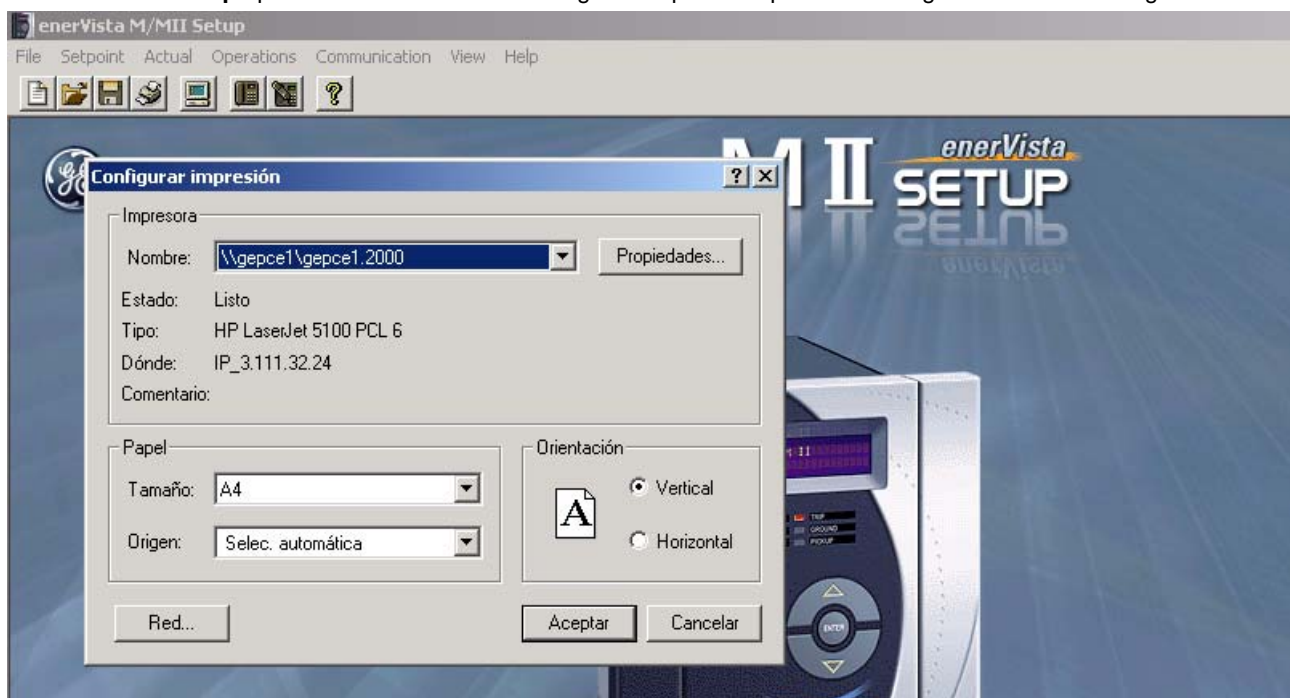 enerVista M/MII Setup
File Setpoint Actual Operations Communication View Help
M II enerVista
SETUP
Configurar impresión
Impresora
Nombre: \\gepce1\gepce1.2000 Propiedades...
Estado: Listo
Tipo: HP LaserJet 5100 PCL 6
Dónde: IP_3.111.32.24
Comentario:
Papel
Tamaño: A4
Origen: Selec. automática
Orientación
A
Vertical
Horizontal
Red... Aceptar Cancelar
TRIP
GROUND
PICKUP
ENTER